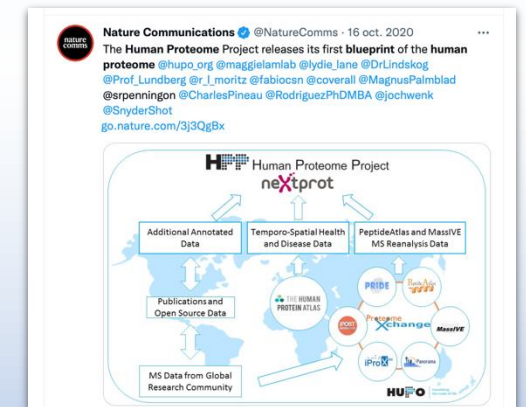 nature
comms
Nature Communications @NatureComms · 16 oct. 2020 ...
The Human Proteome Project releases its first blueprint of the human
proteome @hupo_org @maggielamlab @lydie_lane @DrLindskog
@Prof_Lundberg @r_l_moritz @fabiocsn @coverall @MagnusPalmblad
@srpenningon @CharlesPineau @RodriguezPhDMBA @jochwenk
@SnyderShot
go.nature.com/3j3QgBx
HPP Human Proteome Project
neXtprot
Additional Annotated
Data
Temporo-Spatial Health
and Disease Data
PeptideAtlas and MassIVE
MS Reanalysis Data
Publications and
Open Source Data
THE HUMAN
PROTEIN ATLAS
PRIDE
PeptideAtlas
jPOST
ProteomeXchange
MassIVE
iProX
Panorama
MS Data from Global
Research Community
HUPO